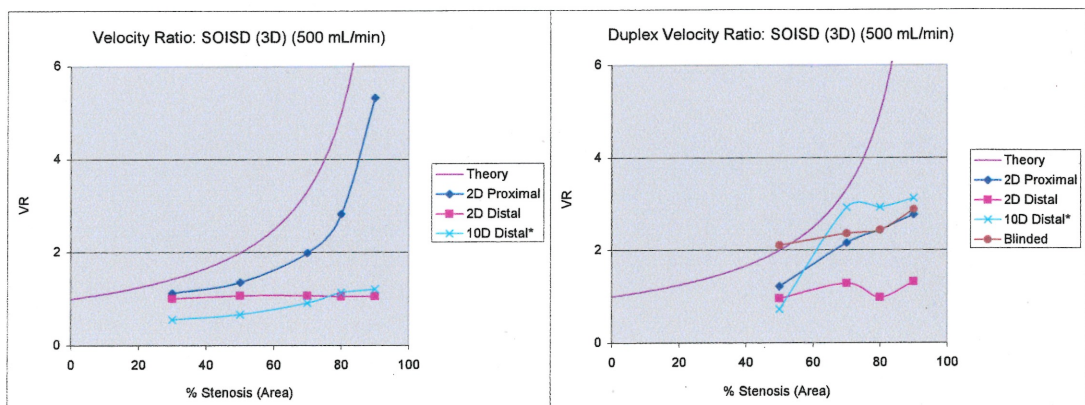 Velocity Ratio: SOISD (3D) (500 mL/min)
6
4
2
0
VR
0 20 40 60 80 100
% Stenosis (Area)
Theory
2D Proximal
2D Distal
10D Distal*
Duplex Velocity Ratio: SOISD (3D) (500 mL/min)
6
4
2
0
VR
0 20 40 60 80 100
% Stenosis (Area)
Theory
2D Proximal
2D Distal
10D Distal*
Blinded